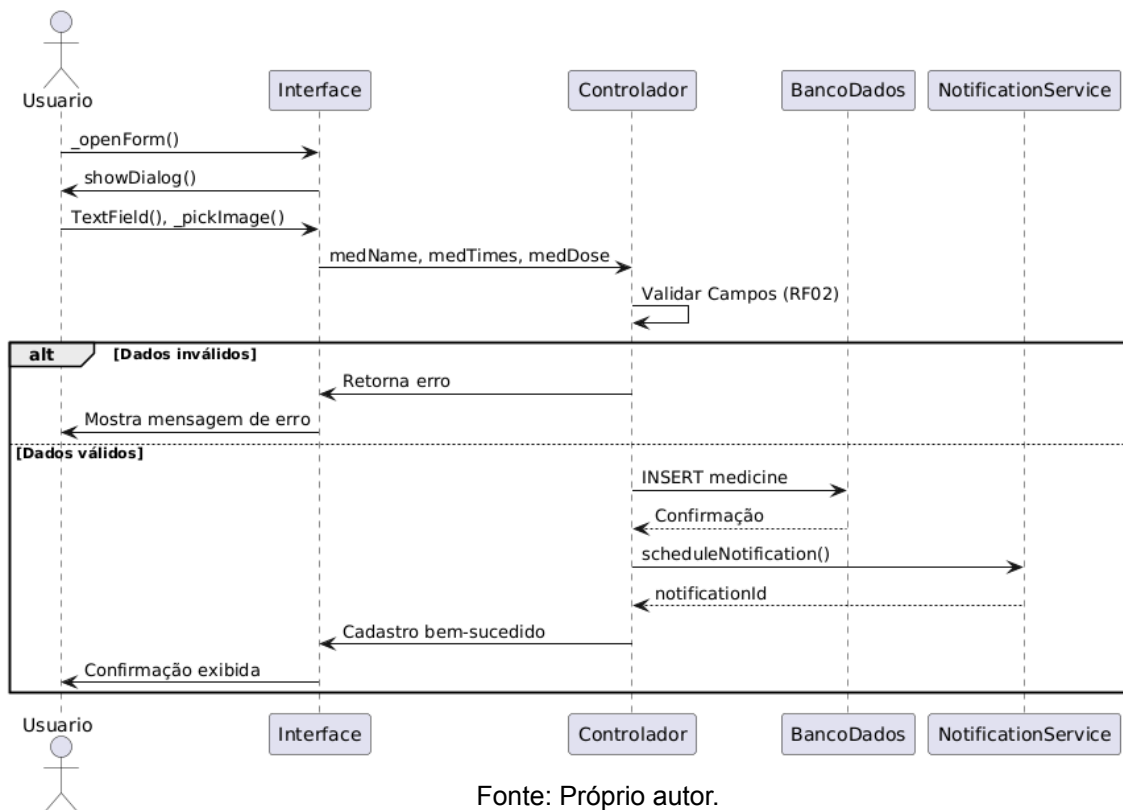 Usuario
Interface
Controlador
BancoDados
NotificationService
_openForm()
showDialog()
TextField(), _pickImage()
medName, medTimes, medDose
Validar Campos (RF02)
alt [Dados inválidos]
Retorna erro
Mostra mensagem de erro
[Dados válidos]
INSERT medicine
Confirmação
scheduleNotification()
notificationId
Cadastro bem-sucedido
Confirmação exibida
Usuario
Interface
Controlador
BancoDados
NotificationService
Fonte: Próprio autor.